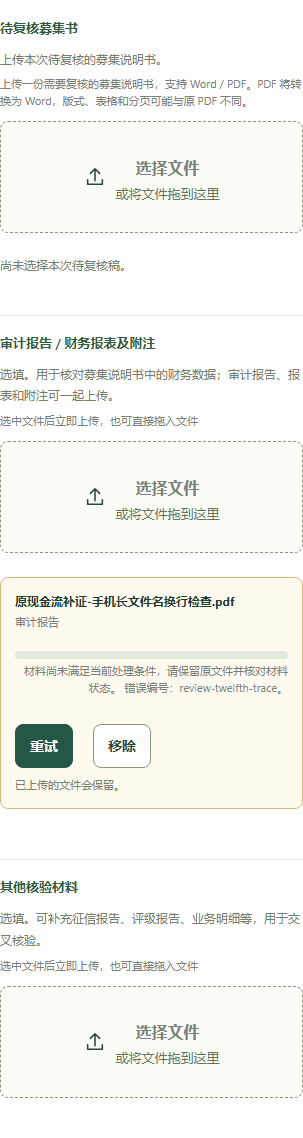 待复核募集书
上传本次待复核的募集说明书。
上传一份需要复核的募集说明书，支持 Word / PDF。PDF 将转
换为 Word，版式、表格和分页可能与原 PDF 不同。
选择文件
或将文件拖到这里
尚未选择本次待复核稿。
审计报告 / 财务报表及附注
选填。用于核对募集说明书中的财务数据；审计报告、报
表和附注可一起上传。
选中文件后立即上传，也可直接拖入文件
选择文件
或将文件拖到这里
原现金流补证-手机长文件名换行检查.pdf
审计报告
材料尚未满足当前处理条件，请保留原文件并核对材料
状态。 错误编号：review-twelfth-trace。
重试
移除
已上传的文件会保留。
其他核验材料
选填。可补充征信报告、评级报告、业务明细等，用于交
叉核验。
选中文件后立即上传，也可直接拖入文件
选择文件
或将文件拖到这里